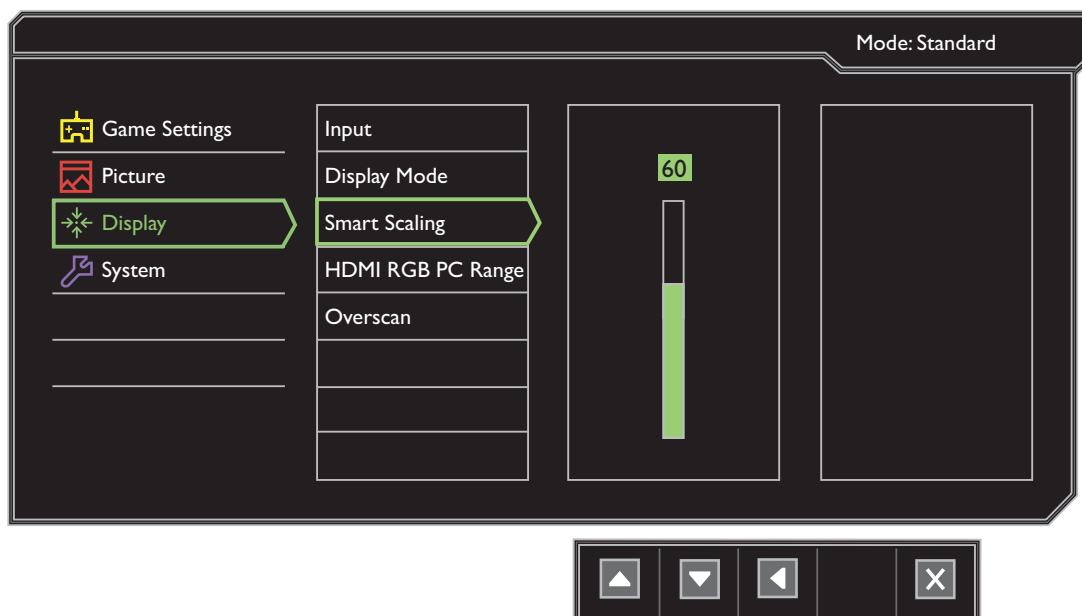 Mode: Standard
Game Settings
Picture
Display
System
Input
Display Mode
Smart Scaling
HDMI RGB PC Range
Overscan
60